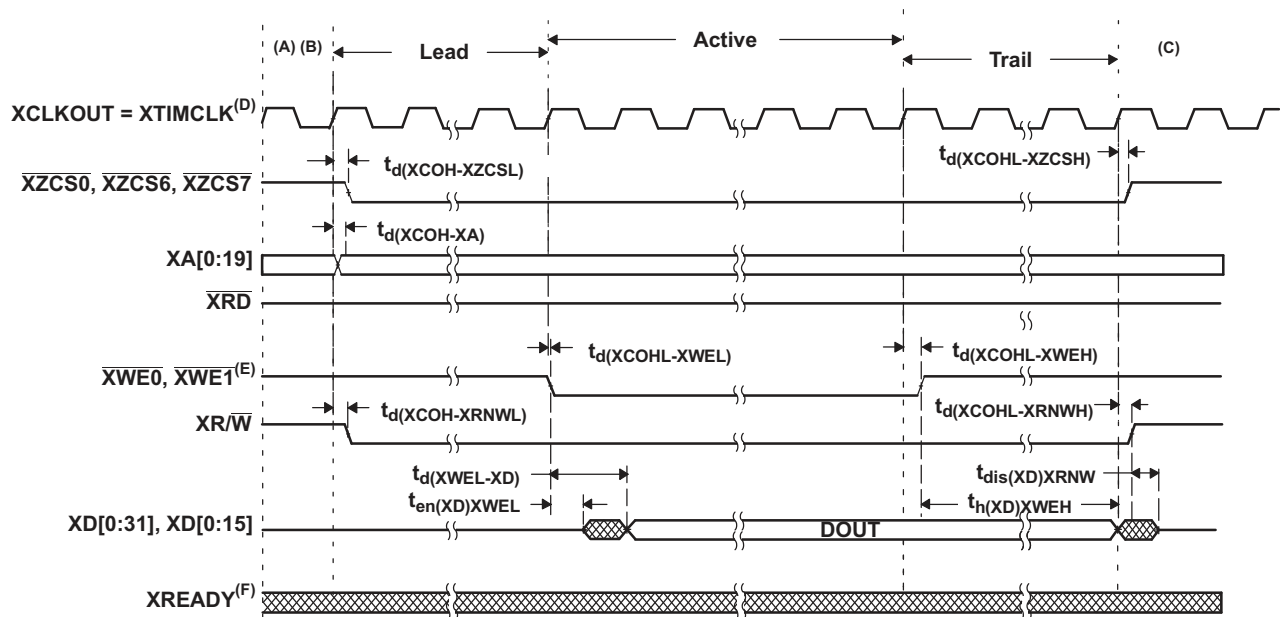 (A) (B)
Lead
Active
Trail
(C)
XCLKOUT = XTIMCLK(D)
td(XCOH-XZCSL)
td(XCOHL-XZCSH)
XZCS0, XZCS6, XZCS7
td(XCOH-XA)
XA[0:19]
XRD
td(XCOHL-XWEL)
td(XCOHL-XWEH)
XWE0, XWE1(E)
td(XCOH-XRNWL)
td(XCOHL-XRNWH)
XR/W
td(XWEL-XD)
tdis(XD)XRNW
ten(XD)XWEL
th(XD)XWEH
XD[0:31], XD[0:15]
DOUT
XREADY(F)